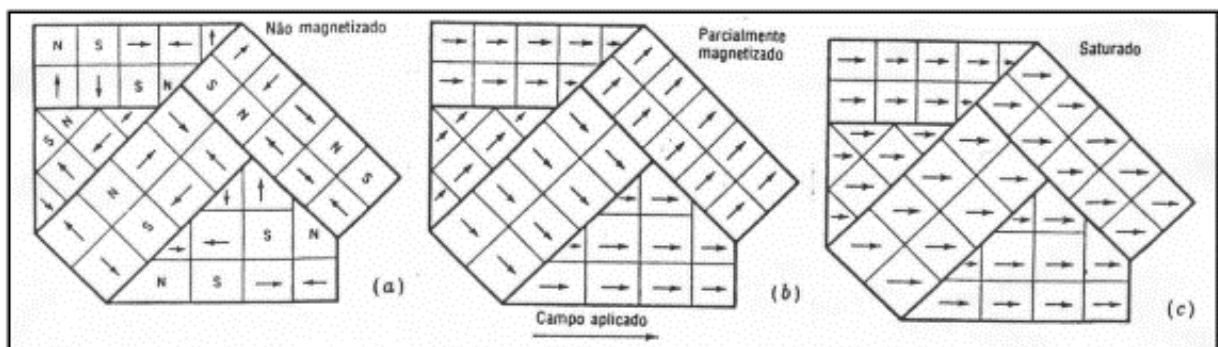 Não magnetizado
N S
S N
S N
S
N
N
S
N
S
S N
N S
(a)
Parcialmente
magnetizado
(b)
Campo aplicado
Saturado
(c)